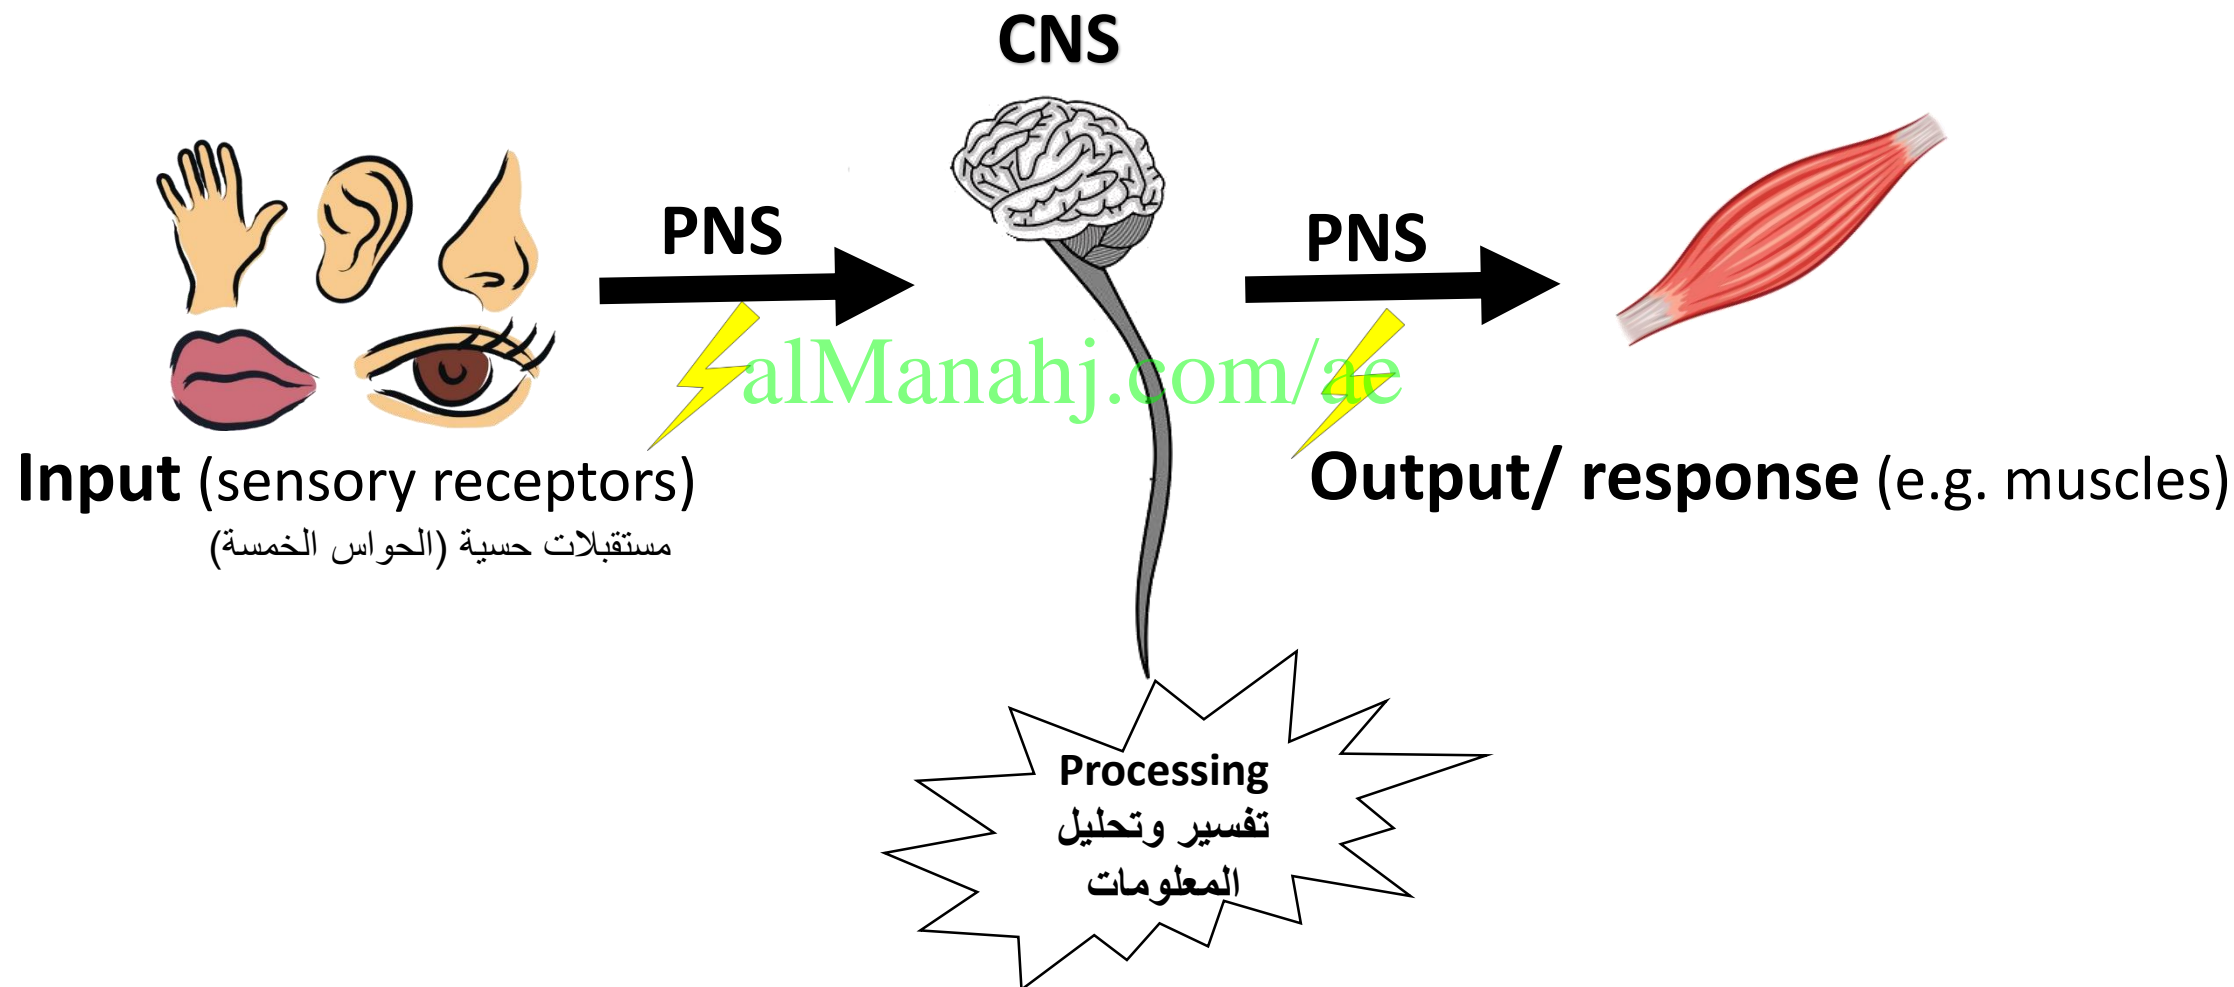 CNS
PNS
PNS
alManahj.com/ae
Input (sensory receptors)
مستقبلات حسية (الحواس الخمسة)
Output/ response (e.g. muscles)
Processing
تفسير وتحليل
المعلومات